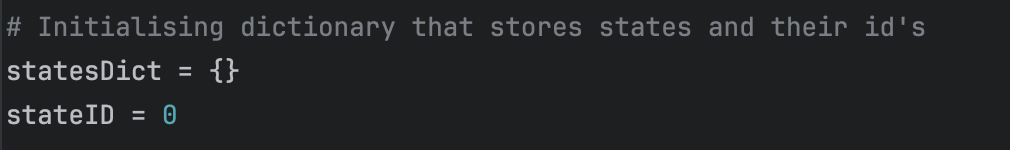 # Initialising dictionary that stores states and their id's
statesDict = {}
stateID = 0